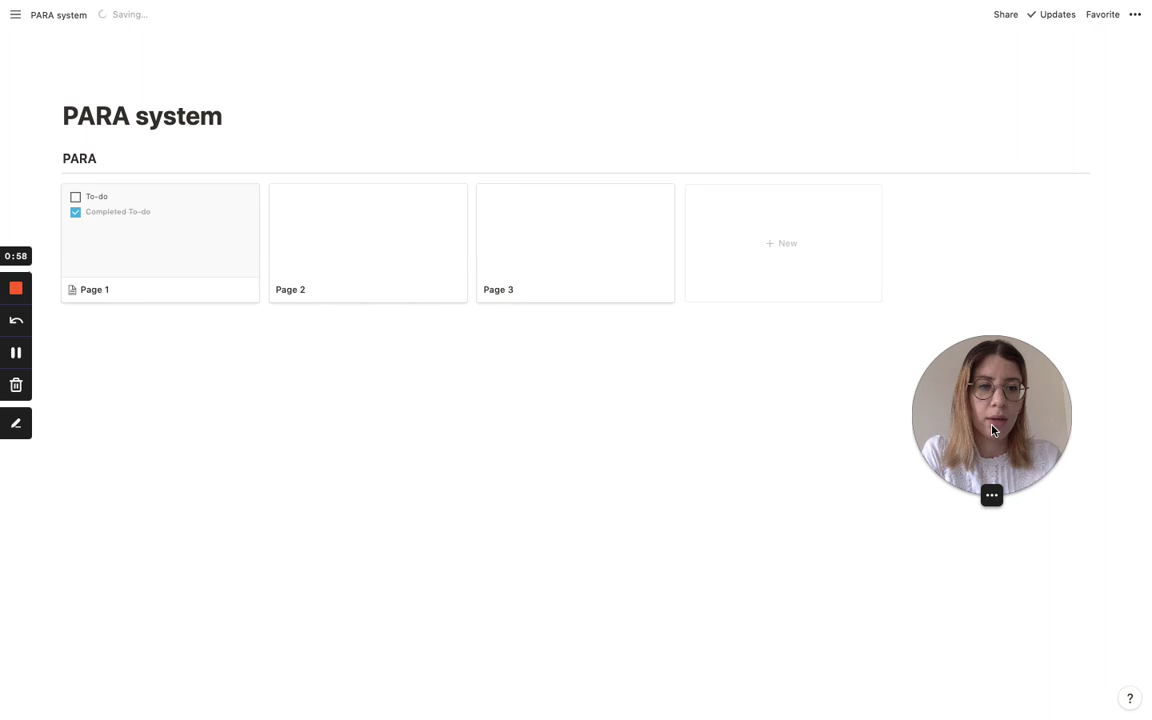 PARA system
Saving...
Share
Updates
Favorite
PARA system
PARA
To-do
Completed To-do
Page 1
Page 2
Page 3
+ New
0:58
?